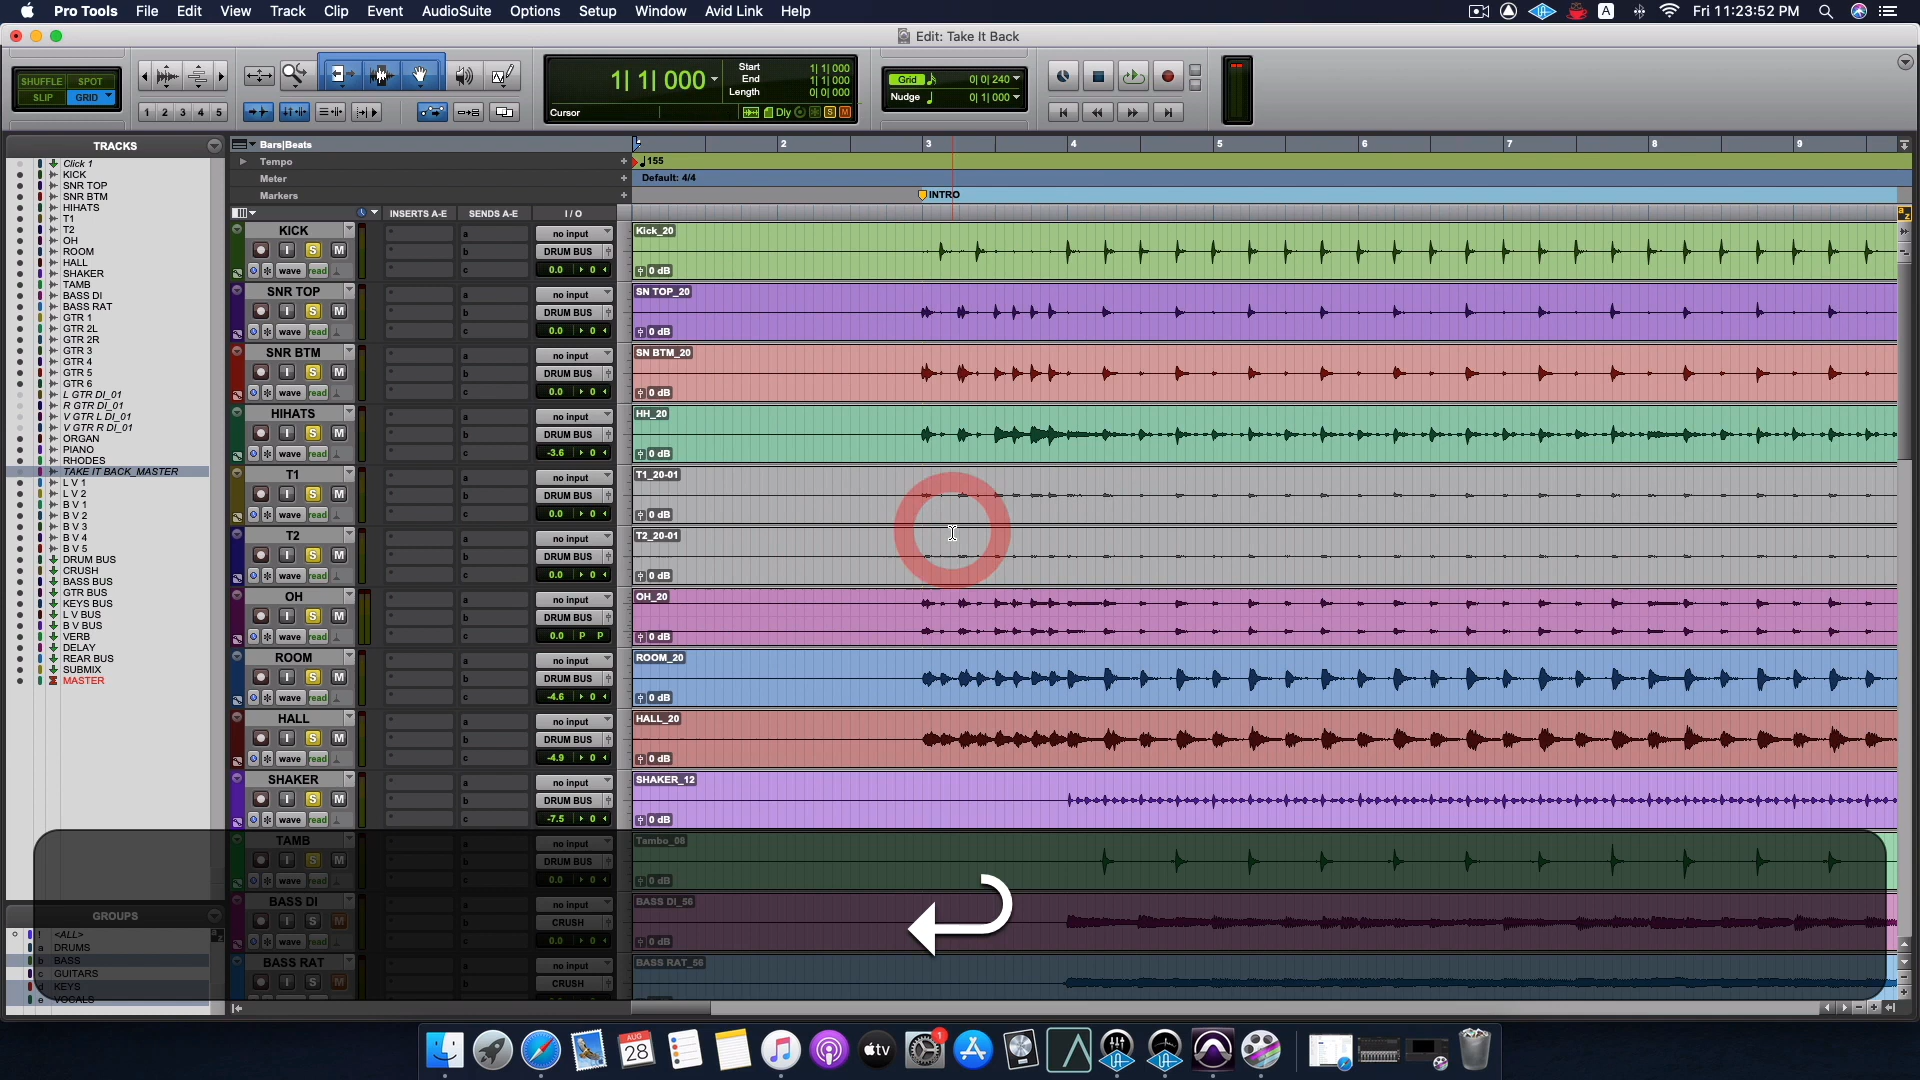 Pro Tools File Edit View Track Clip Event AudioSuite Options Setup Window Avid Link Help A Fri 11:23:52 PM
Edit: Take It Back
SHUFFLE SPOT
SLIP GRID
1 2 3 4 5
1| 1| 000
Start 1| 1| 000
End 1| 1| 000
Length 0| 0| 000
Cursor Dly S M
Grid 0| 0| 240
Nudge 0| 1| 000
TRACKS
Click 1
KICK
SNR TOP
SNR BTM
HIHATS
T1
T2
OH
ROOM
HALL
SHAKER
TAMB
BASS DI
BASS RAT
GTR 1
GTR 2L
GTR 2R
GTR 3
GTR 4
GTR 5
GTR 6
L GTR DI_01
R GTR DI_01
V GTR L DI_01
V GTR R DI_01
ORGAN
PIANO
RHODES
TAKE IT BACK_MASTER
L V 1
L V 2
B V 1
B V 2
B V 3
B V 4
B V 5
DRUM BUS
CRUSH
BASS BUS
GTR BUS
KEYS BUS
L V BUS
B V BUS
VERB
DELAY
REAR BUS
SUBMIX
MASTER
GROUPS
! <ALL>
a DRUMS
b BASS
c GUITARS
d KEYS
e VOCALS
Bars|Beats 2 3 4 5 6 7 8 9
Tempo 155
Meter Default: 4/4
Markers INTRO
INSERTS A-E SENDS A-E I / O
KICK a no input Kick_20
I S M b DRUM BUS
wave read c 0.0 0 0 dB
SNR TOP a no input SN TOP_20
I S M b DRUM BUS
wave read c 0.0 0 0 dB
SNR BTM a no input SN BTM_20
I S M b DRUM BUS
wave read c 0.0 0 0 dB
HIHATS a no input HH_20
I S M b DRUM BUS
wave read c -3.6 0 0 dB
T1 a no input T1_20-01
I S M b DRUM BUS
wave read c 0.0 0 0 dB
T2 a no input T2_20-01
I S M b DRUM BUS
wave read c 0.0 0 0 dB
OH a no input OH_20
I S M b DRUM BUS
wave read c 0.0 P P 0 dB
ROOM a no input ROOM_20
I S M b DRUM BUS
wave read c -4.6 0 0 dB
HALL a no input HALL_20
I S M b DRUM BUS
wave read c -4.9 0 0 dB
SHAKER a no input SHAKER_12
I S M b DRUM BUS
wave read c -7.5 0 0 dB
TAMB a no input Tambo_08
I S M b DRUM BUS
wave read c 0.0 0 0 dB
BASS DI a no input BASS DI_56
I S M b CRUSH
wave read c 0.0 0 0 dB
BASS RAT a no input BASS RAT_56
I S M b CRUSH
AUG 28 tv 1